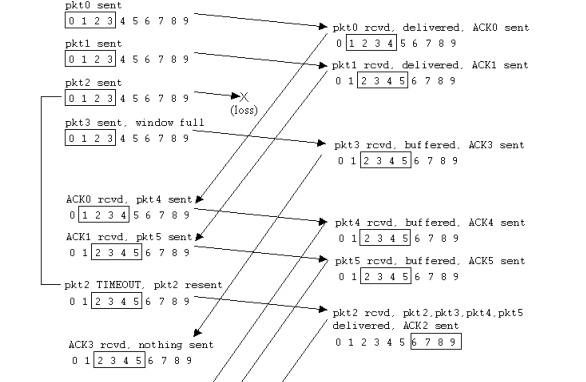 pkt0 sent
0 1 2 3 4 5 6 7 8 9
pkt0 rcvd, delivered, ACK0 sent
0 1 2 3 4 5 6 7 8 9
pkt1 sent
0 1 2 3 4 5 6 7 8 9
pkt1 rcvd, delivered, ACK1 sent
0 1 2 3 4 5 6 7 8 9
pkt2 sent
0 1 2 3 4 5 6 7 8 9
X
(loss)
pkt3 sent, window full
0 1 2 3 4 5 6 7 8 9
pkt3 rcvd, buffered, ACK3 sent
0 1 2 3 4 5 6 7 8 9
ACK0 rcvd, pkt4 sent
0 1 2 3 4 5 6 7 8 9
pkt4 rcvd, buffered, ACK4 sent
0 1 2 3 4 5 6 7 8 9
ACK1 rcvd, pkt5 sent
0 1 2 3 4 5 6 7 8 9
pkt5 rcvd, buffered, ACK5 sent
0 1 2 3 4 5 6 7 8 9
pkt2 TIMEOUT, pkt2 resent
0 1 2 3 4 5 6 7 8 9
pkt2 rcvd, pkt2,pkt3,pkt4,pkt5
delivered, ACK2 sent
0 1 2 3 4 5 6 7 8 9
ACK3 rcvd, nothing sent
0 1 2 3 4 5 6 7 8 9